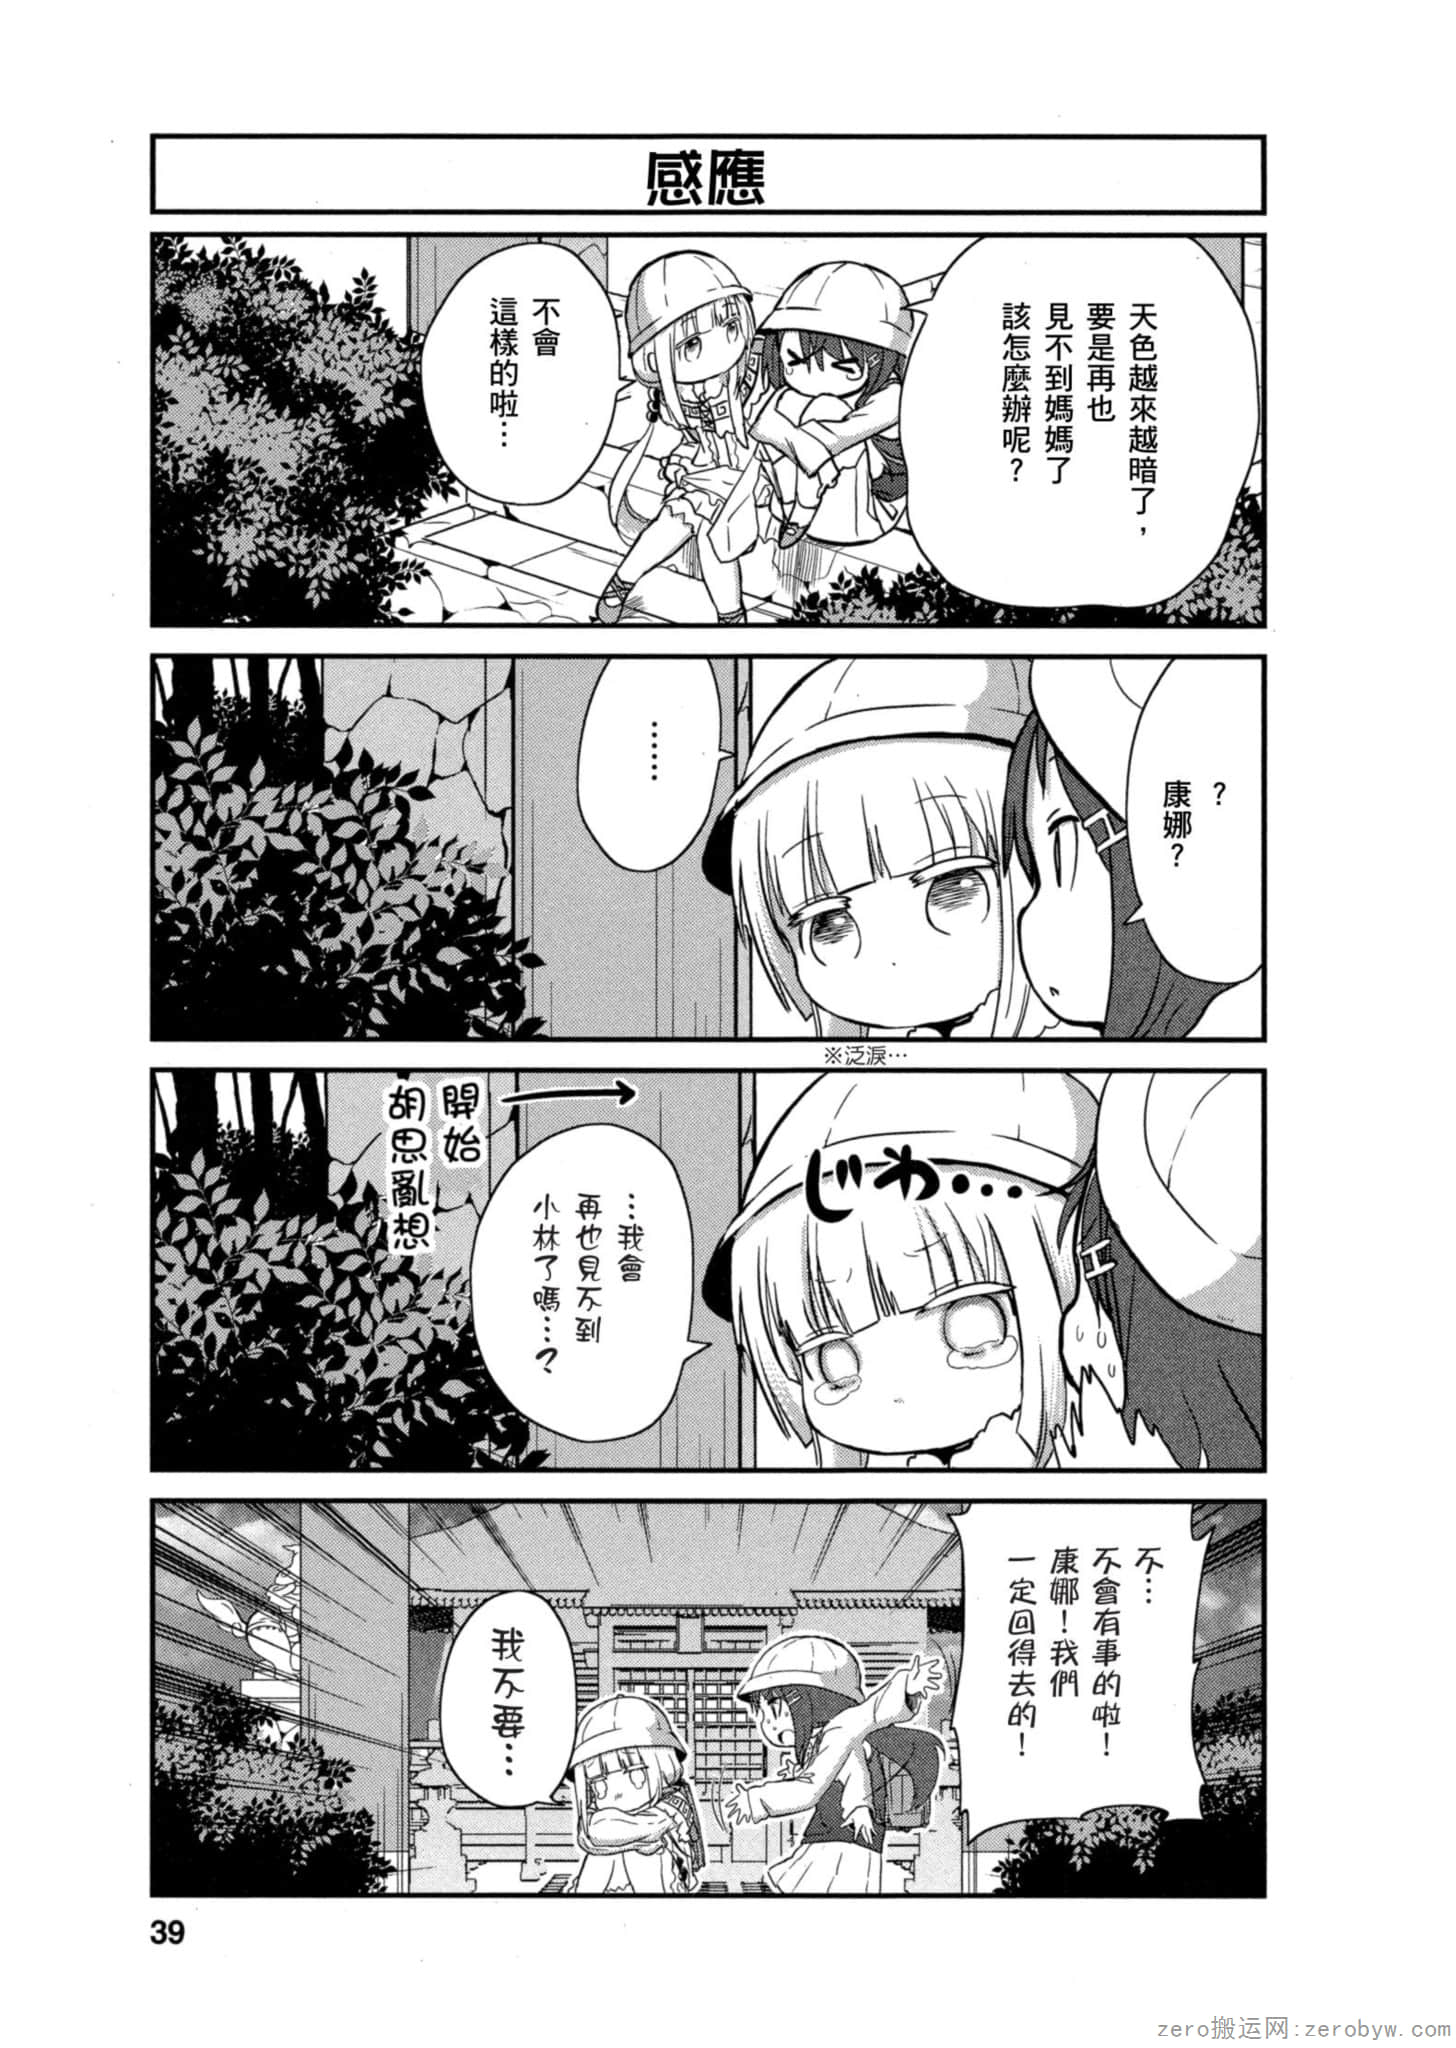 感應
天色越來越暗了，
要是再也
見不到媽媽了
該怎麼辦呢？
不會
這樣的啦…
？
康娜？
……
※泛淚…
じわ…
開始
胡思亂想
…我會
再也見不到
小林了嗎…？
不…
不會有事的啦！
康娜！我們
一定回得去的！
我不要…
39
zero搬运网:zerobyw.com